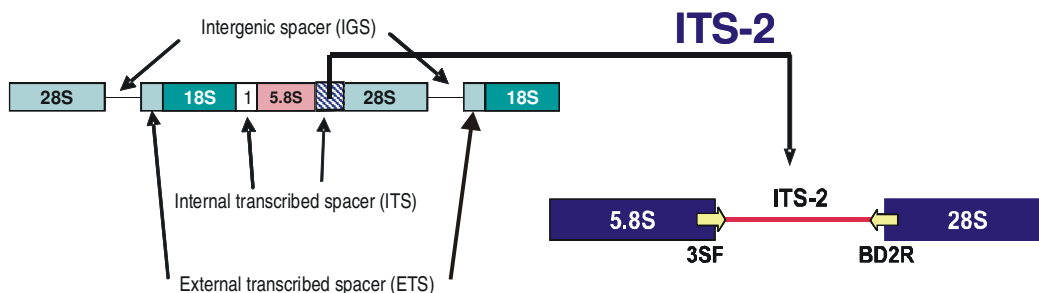 Intergenic spacer (IGS)
ITS-2
28S 18S 1 5.8S 28S 18S
Internal transcribed spacer (ITS)
ITS-2
5.8S 28S
3SF BD2R
External transcribed spacer (ETS)